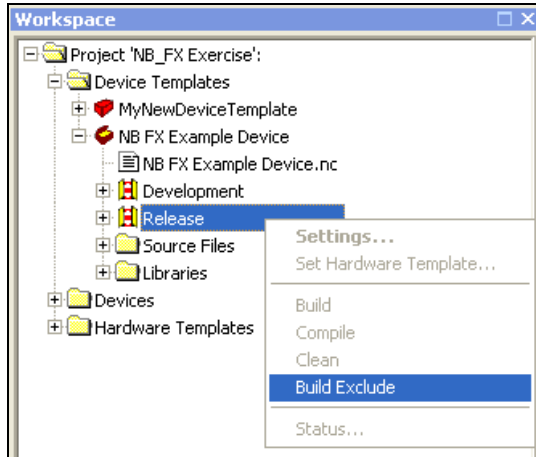 Workspace
Project 'NB_FX Exercise':
Device Templates
MyNewDeviceTemplate
NB FX Example Device
NB FX Example Device.nc
Development
Release
Source Files
Libraries
Devices
Hardware Templates
Settings...
Set Hardware Template...
Build
Compile
Clean
Build Exclude
Status...